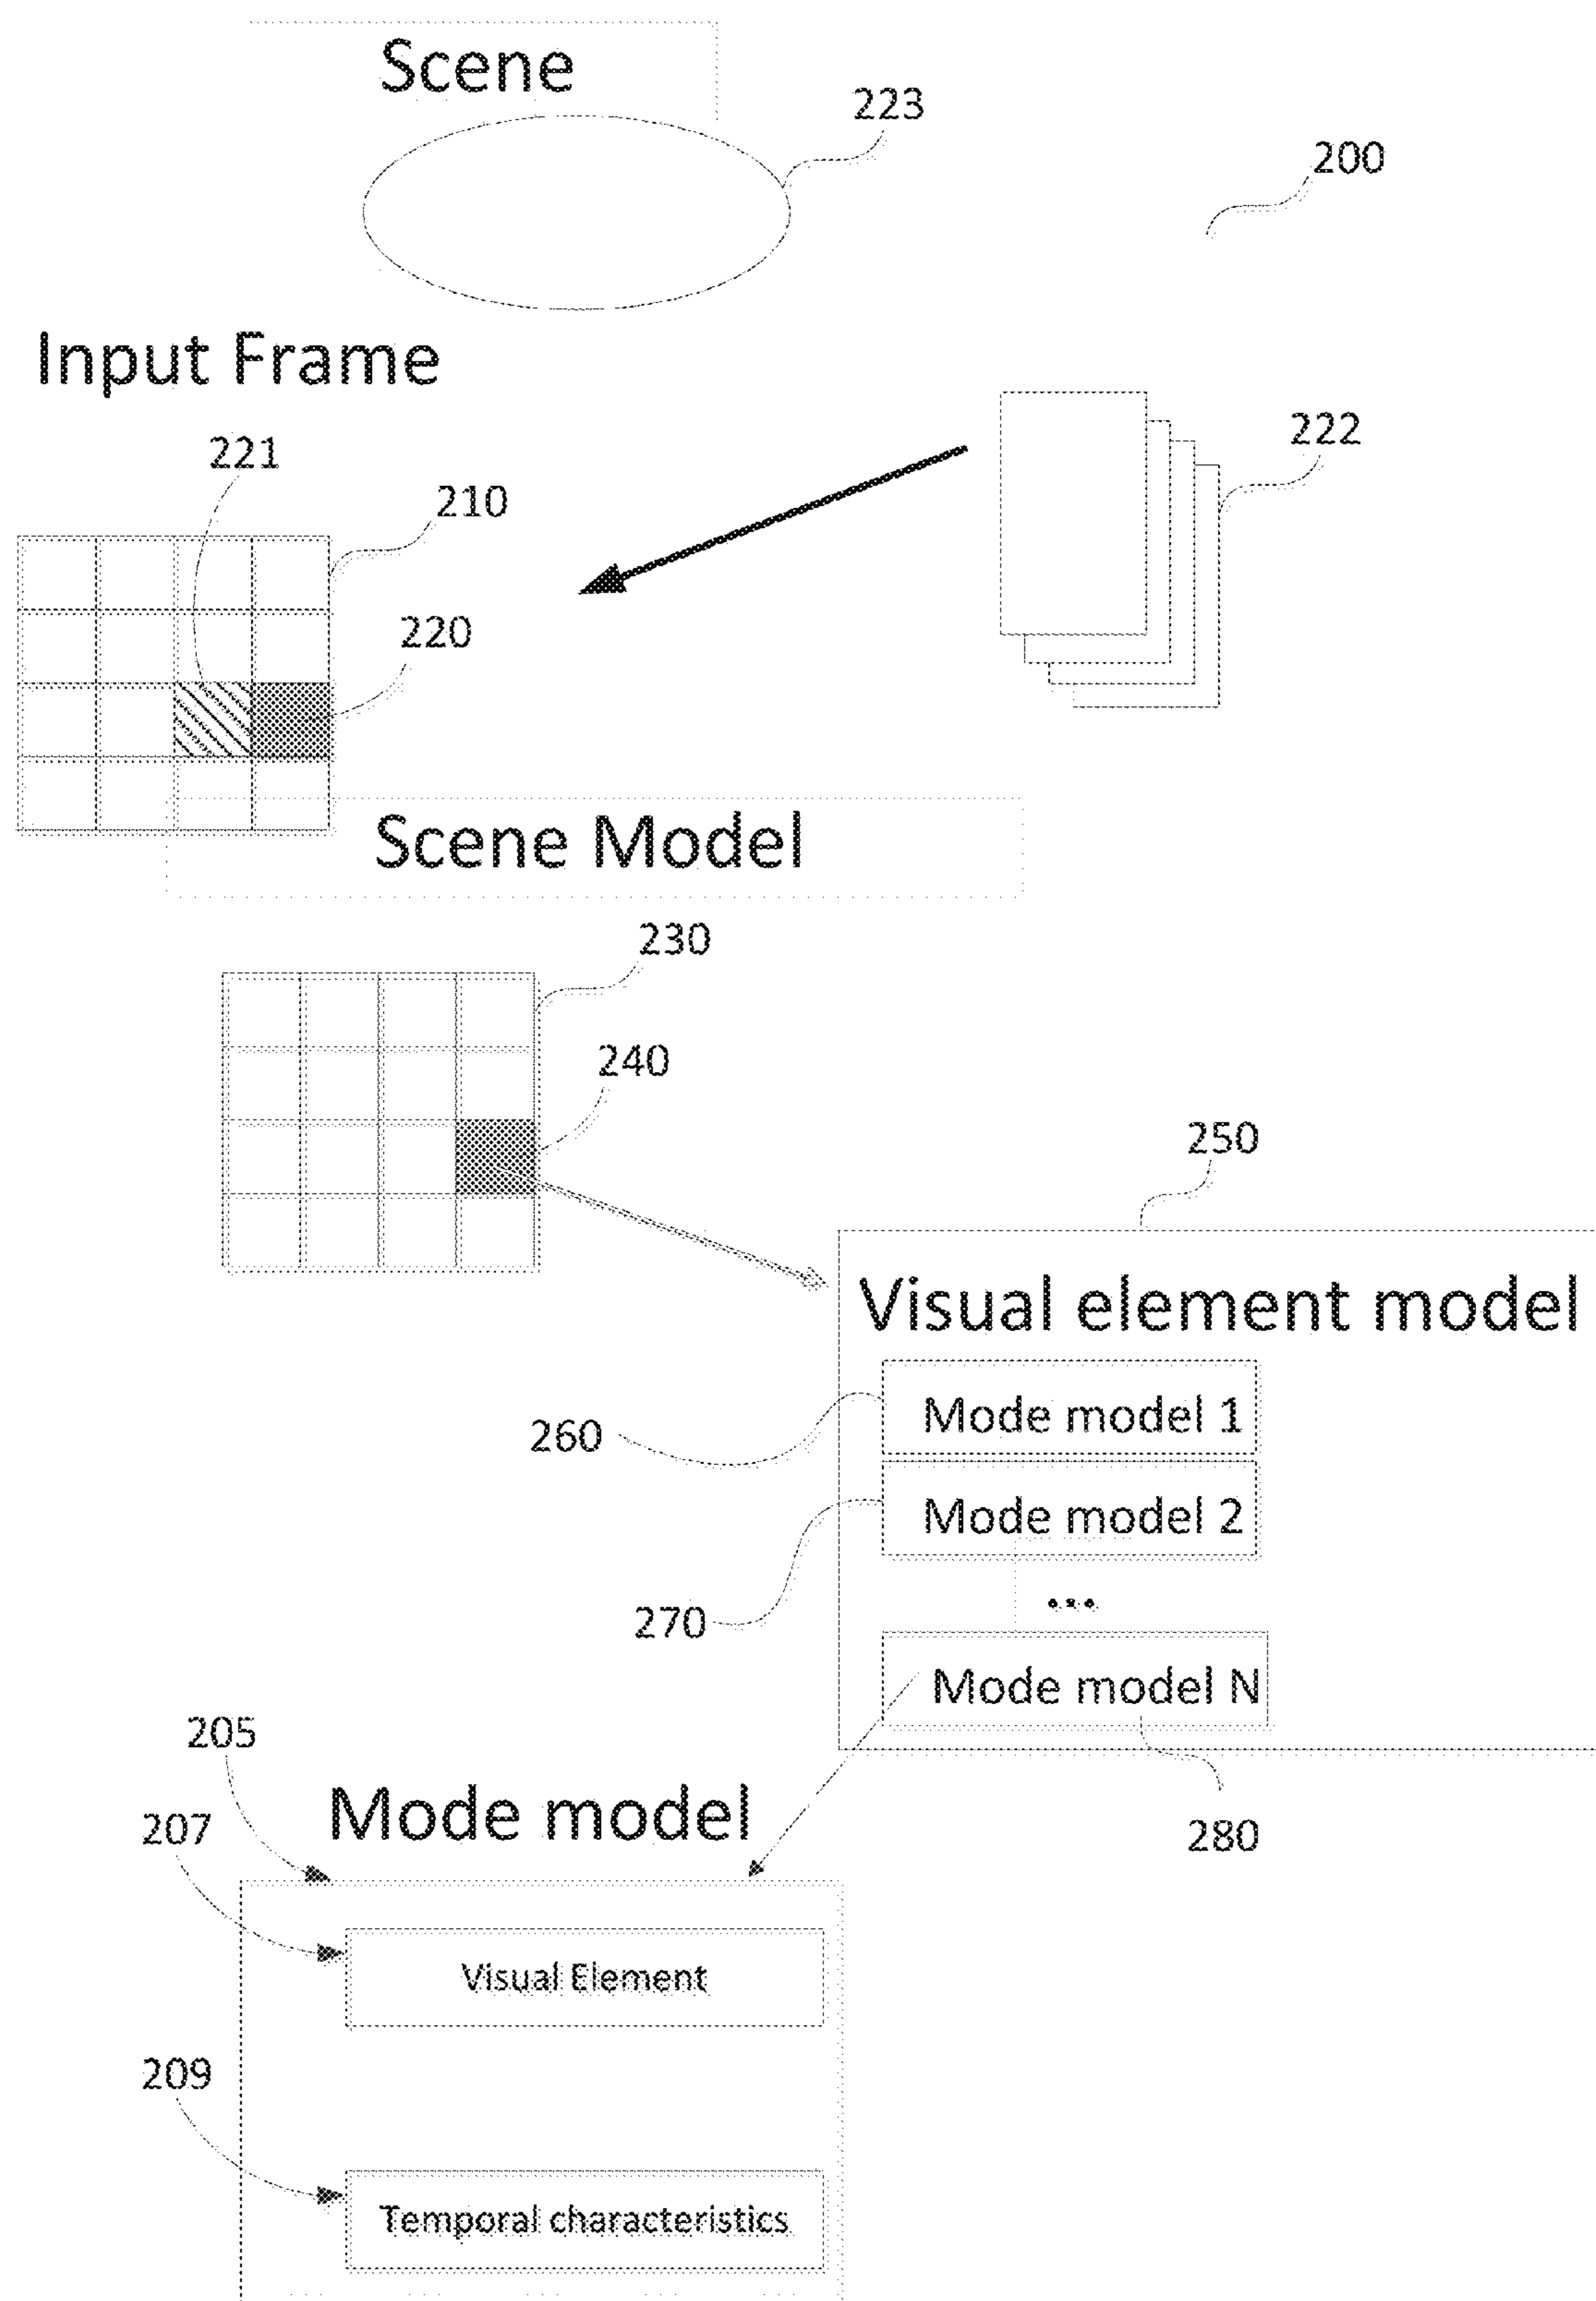 Scene
223
200
Input Frame
222
221
210
220
Scene Model
230
240
250
Visual element model
Mode model 1
260
Mode model 2
270
...
Mode model N
205
Mode model
207
280
Visual Element
209
Temporal characteristics